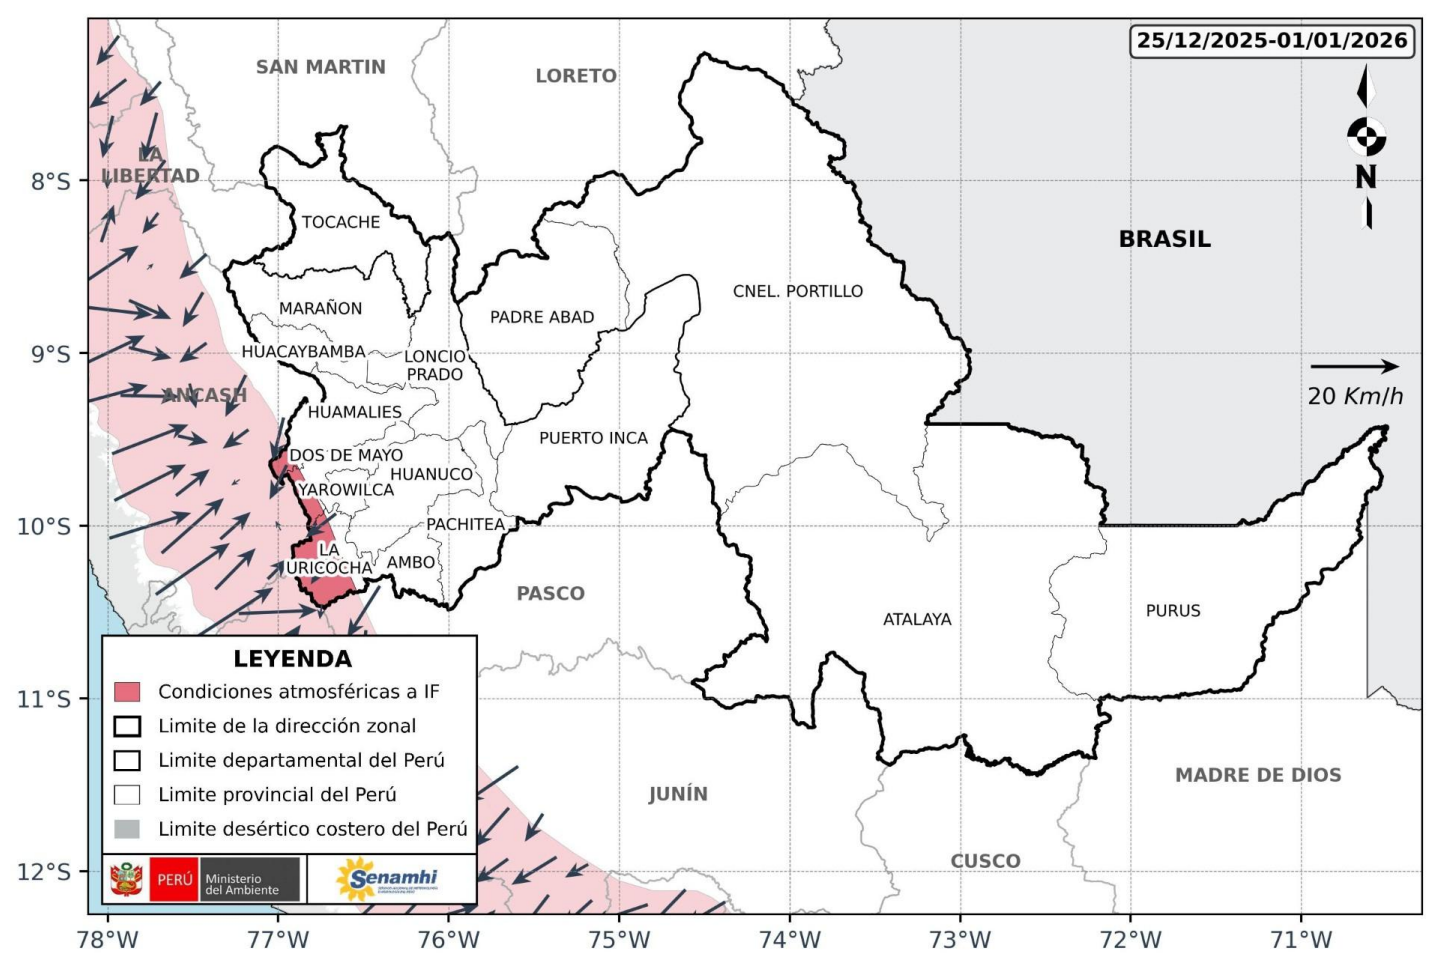 25/12/2025-01/01/2026
SAN MARTIN
LORETO
N
LA
LIBERTAD
8°S
TOCACHE
BRASIL
MARAÑON
PADRE ABAD
CNEL. PORTILLO
9°S
HUACAYBAMBA
LONCIO
PRADO
20 Km/h
ANCASH
HUAMALIES
PUERTO INCA
DOS DE MAYO
HUANUCO
YAROWILCA
10°S
PACHITEA
LA
URICOCHA
AMBO
PASCO
ATALAYA
PURUS
LEYENDA
Condiciones atmosféricas a IF
Limite de la dirección zonal
Limite departamental del Perú
Limite provincial del Perú
Limite desértico costero del Perú
PERÚ
Ministerio
del Ambiente
Senamhi
11°S
JUNÍN
MADRE DE DIOS
CUSCO
12°S
78°W
77°W
76°W
75°W
74°W
73°W
72°W
71°W